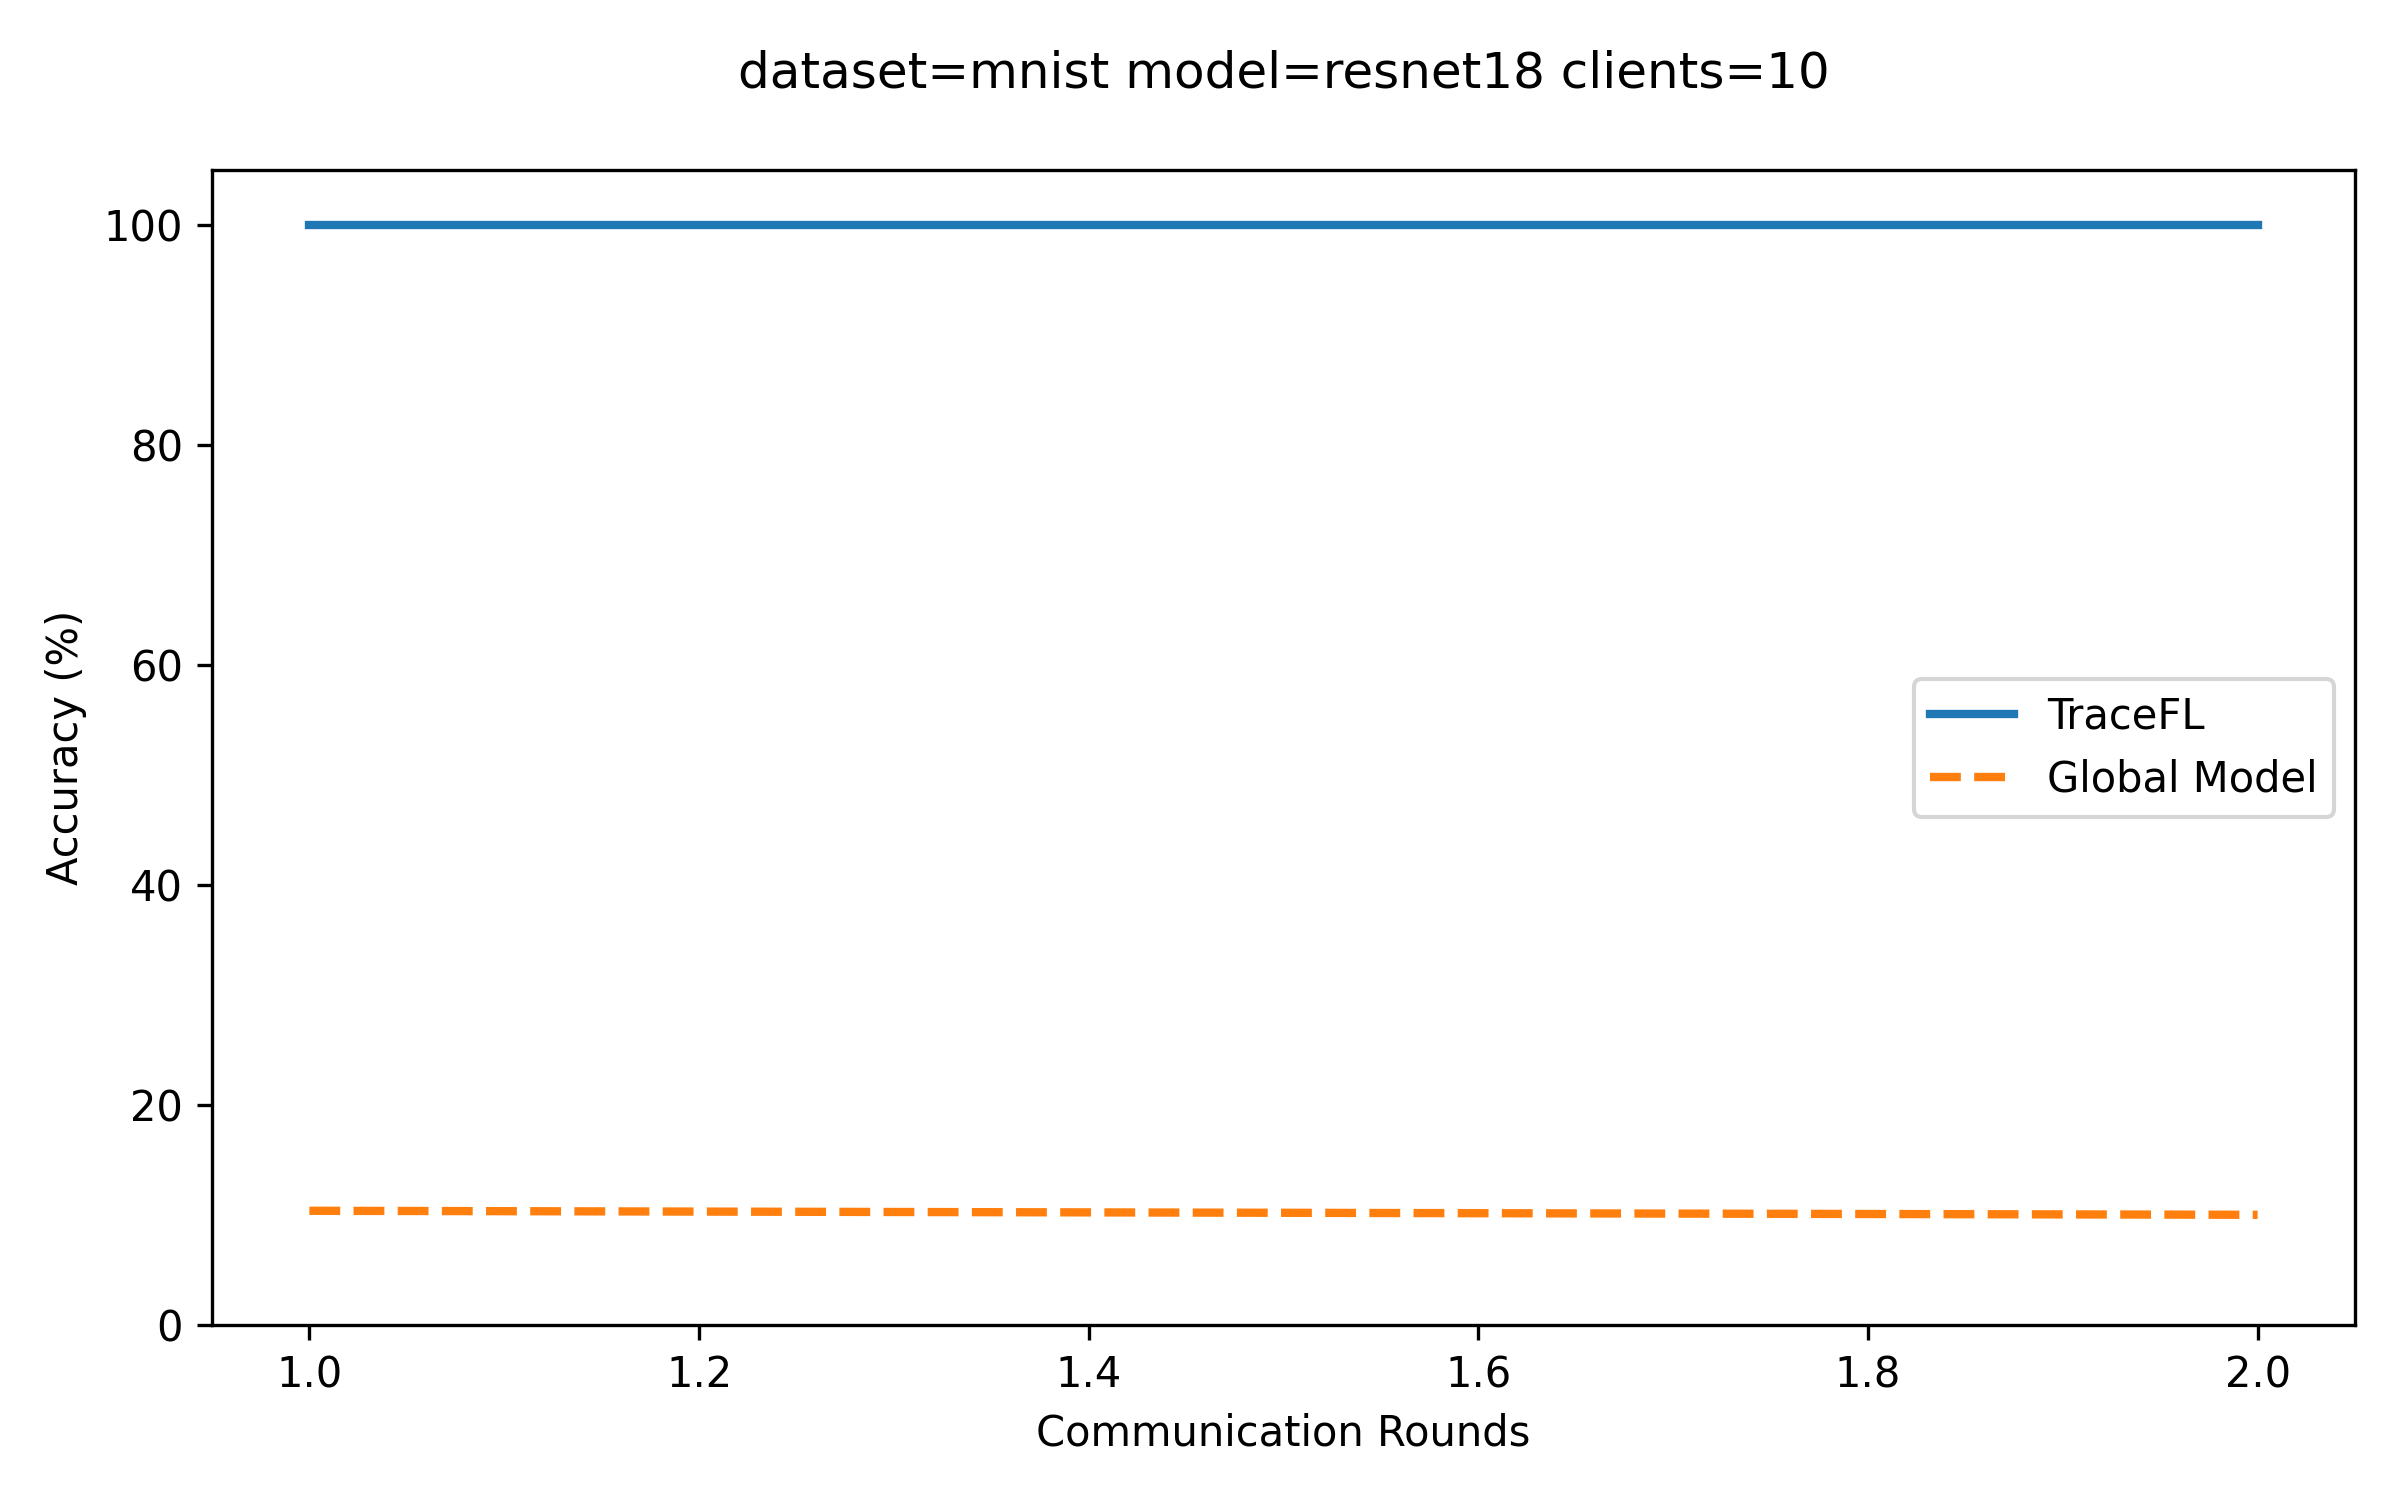 dataset=mnist model=resnet18 clients=10
100
80
60
40
20
0
Accuracy (%)
TraceFL
Global Model
1.0 1.2 1.4 1.6 1.8 2.0
Communication Rounds